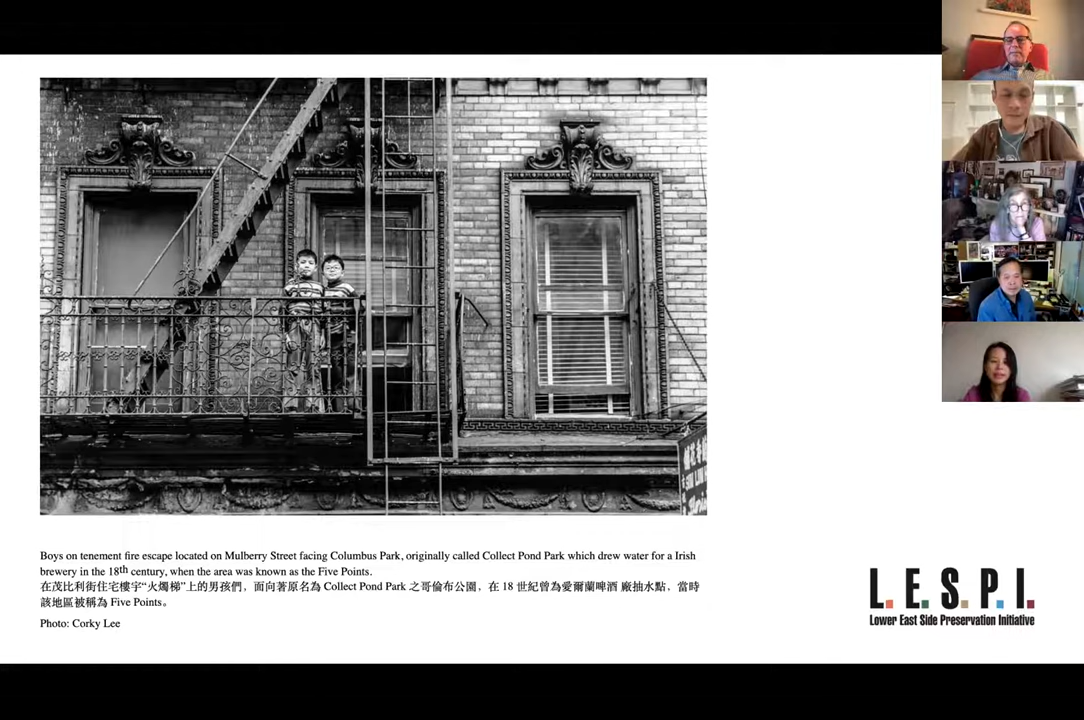 Boys on tenement fire escape located on Mulberry Street facing Columbus Park, originally called Collect Pond Park which drew water for a Irish
brewery in the 18th century, when the area was known as the Five Points.
在茂比利街住宅樓宇“火燭梯”上的男孩們，而向著原名為 Collect Pond Park 之哥倫布公園，在 18 世紀曾為愛爾蘭啤酒 廠抽水點，當時
該地區被稱為 Five Points。
Photo: Corky Lee
L.E.S.P.I.
Lower East Side Preservation Initiative